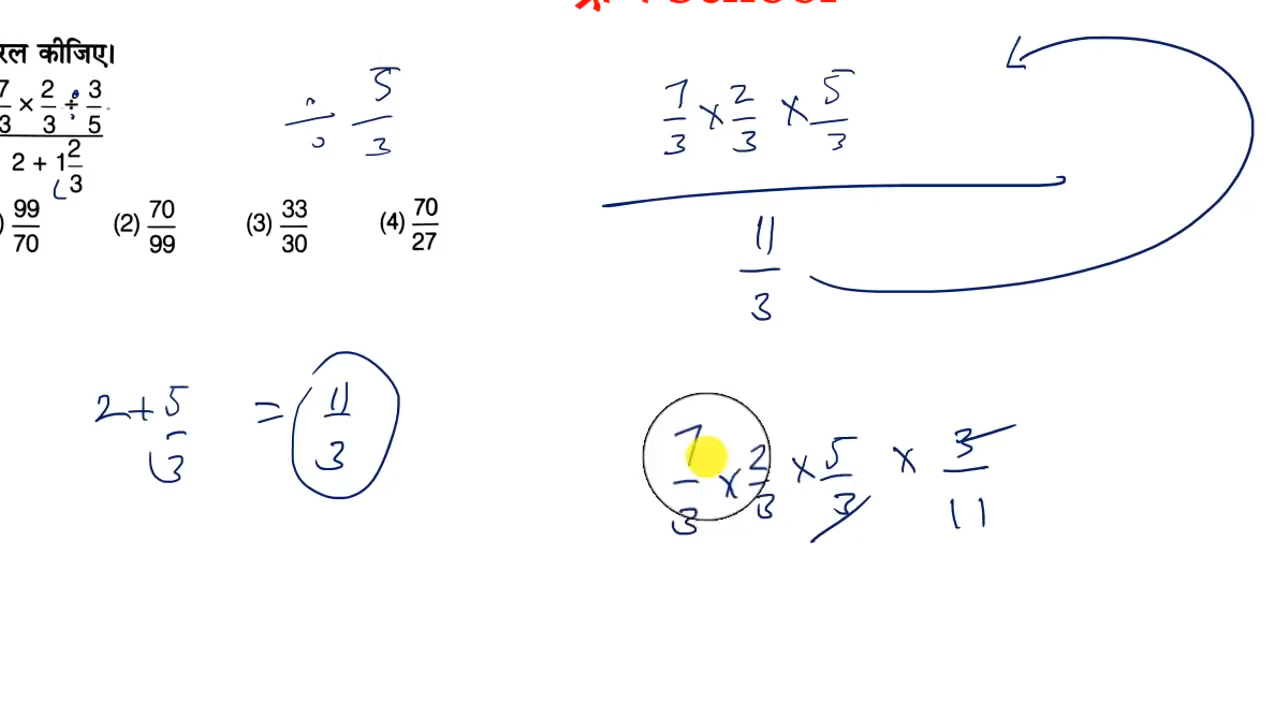 School
रल कीजिए।
7/3 × 2/3 ÷ 3/5
2 + 1 2/3
) 99/70 (2) 70/99 (3) 33/30 (4) 70/27
÷ 5/3
7/3 × 2/3 × 5/3
11/3
2 + 5/3 = 11/3
7/3 × 2/3 × 5/3 × 3/11